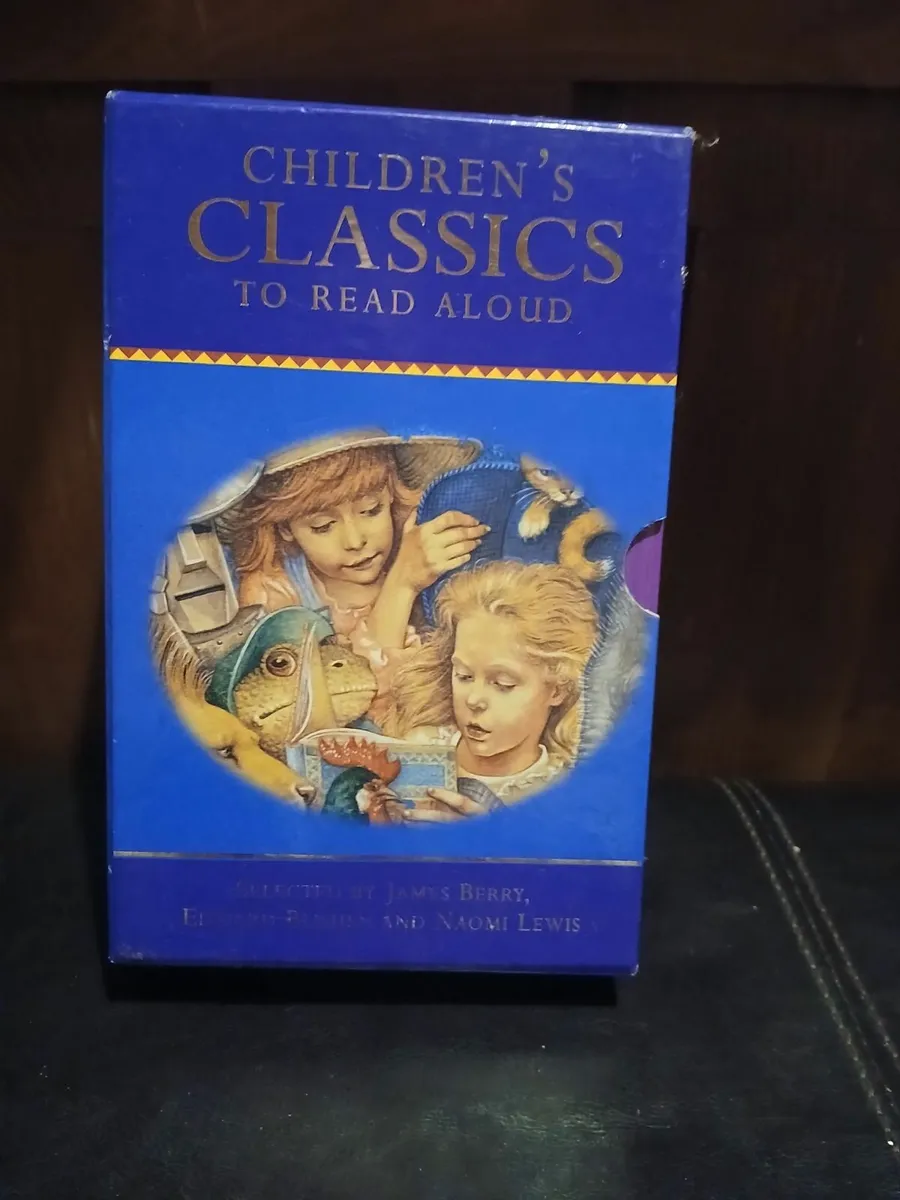 CHILDREN'S
CLASSICS
TO READ ALOUD
SELECTED BY JAMES BERRY,
AND NAOMI LEWIS